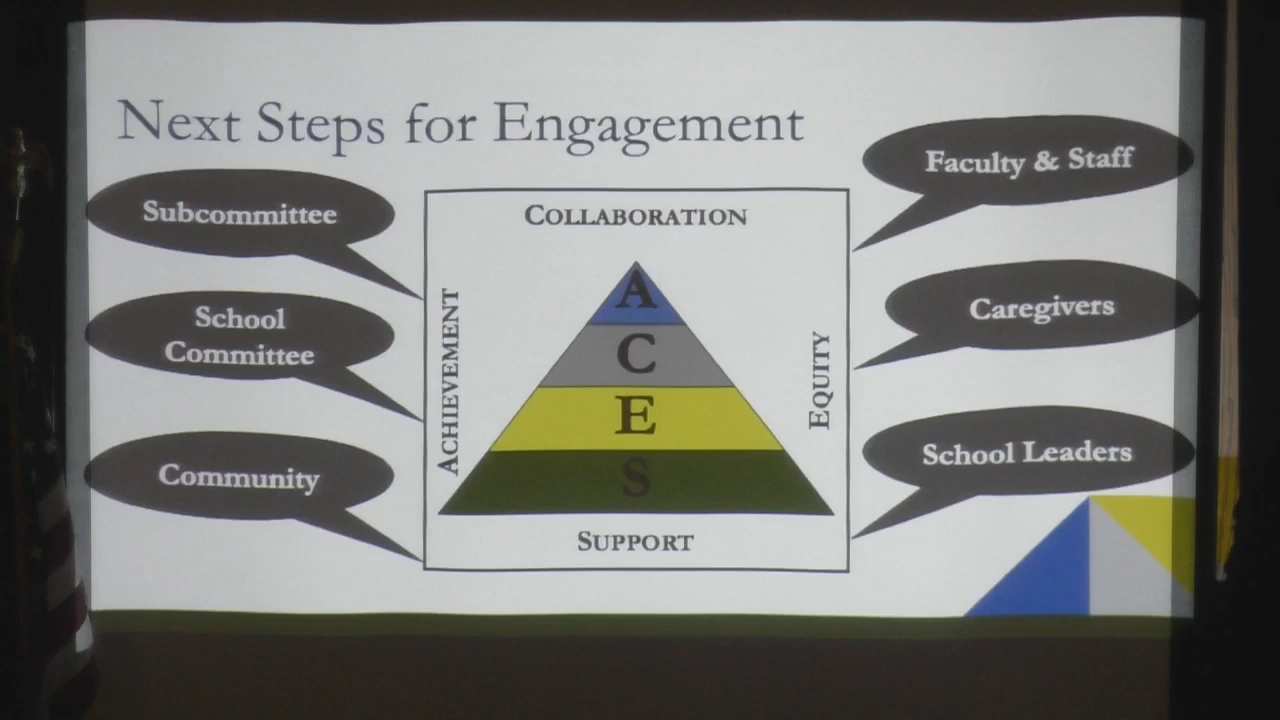 Next Steps for Engagement
Subcommittee
School
Committee
Community
COLLABORATION
ACHIEVEMENT
A
C
E
S
EQUITY
SUPPORT
Faculty & Staff
Caregivers
School Leaders